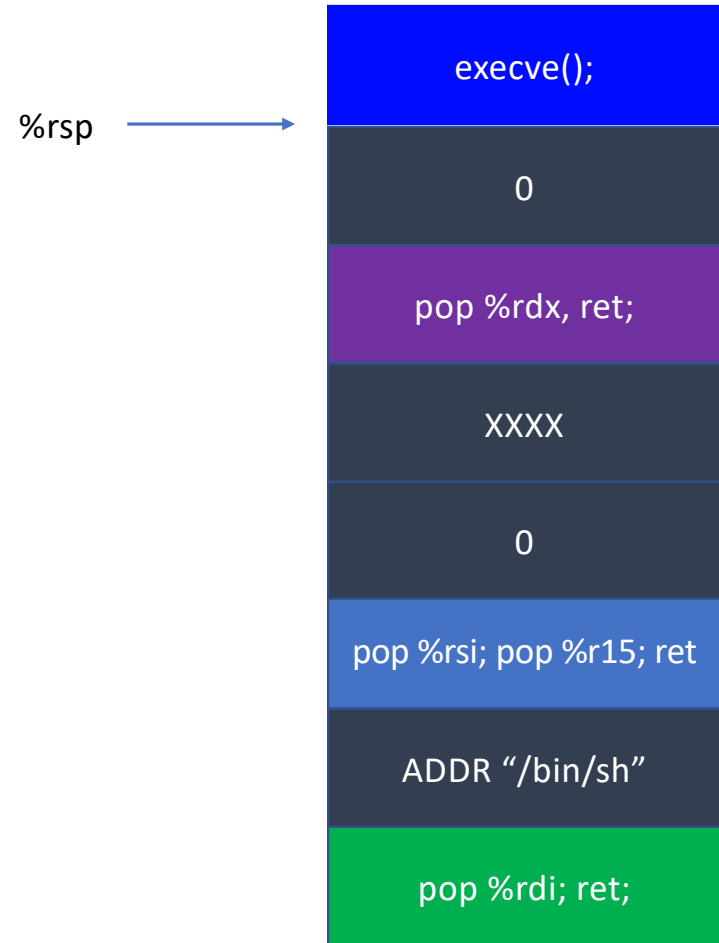 execve();
%rsp
0
pop %rdx, ret;
XXXX
0
pop %rsi; pop %r15; ret
ADDR “/bin/sh”
pop %rdi; ret;